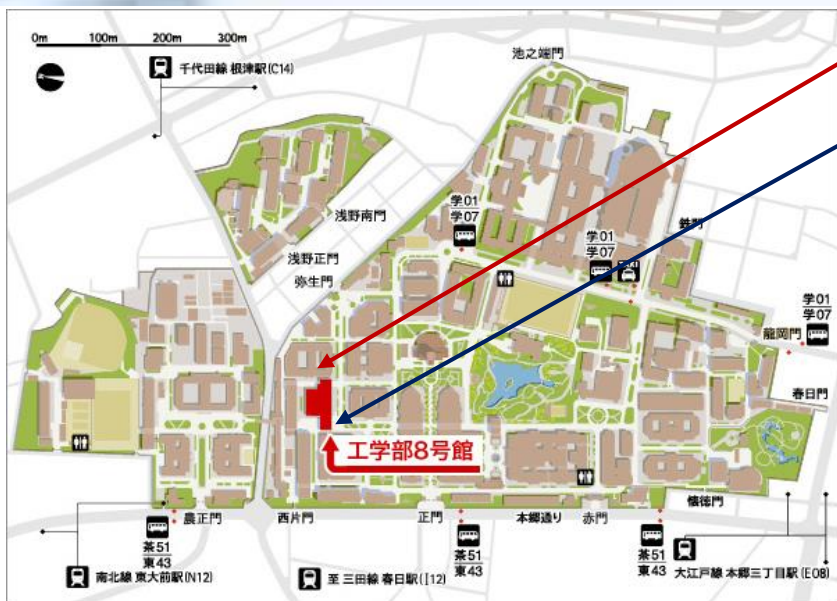 0m 100m 200m 300m
千代田線 根津駅(C14)
池之端門
浅野南門
浅野正門
弥生門
学01
学07
学01
学07
TAXI
鉄門
学01
学07
龍岡門
春日門
工学部8号館
農正門
西片門
正門
本郷通り
赤門
懐徳門
茶51
東43
茶51
東43
茶51
東43
南北線 東大前駅(N12)
至 三田線 春日駅(I12)
大江戸線 本郷三丁目駅(E08)